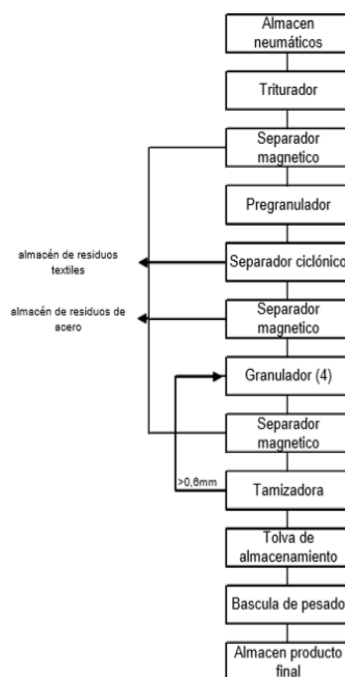 Almacen
neumáticos
Triturador
Separador
magnetico
Pregranulador
almacén de residuos
textiles
Separador ciclónico
almacén de residuos de
acero
Separador
magnetico
Granulador (4)
Separador
magnetico
>0,6mm
Tamizadora
Tolva de
almacenamiento
Bascula de pesado
Almacen producto
final